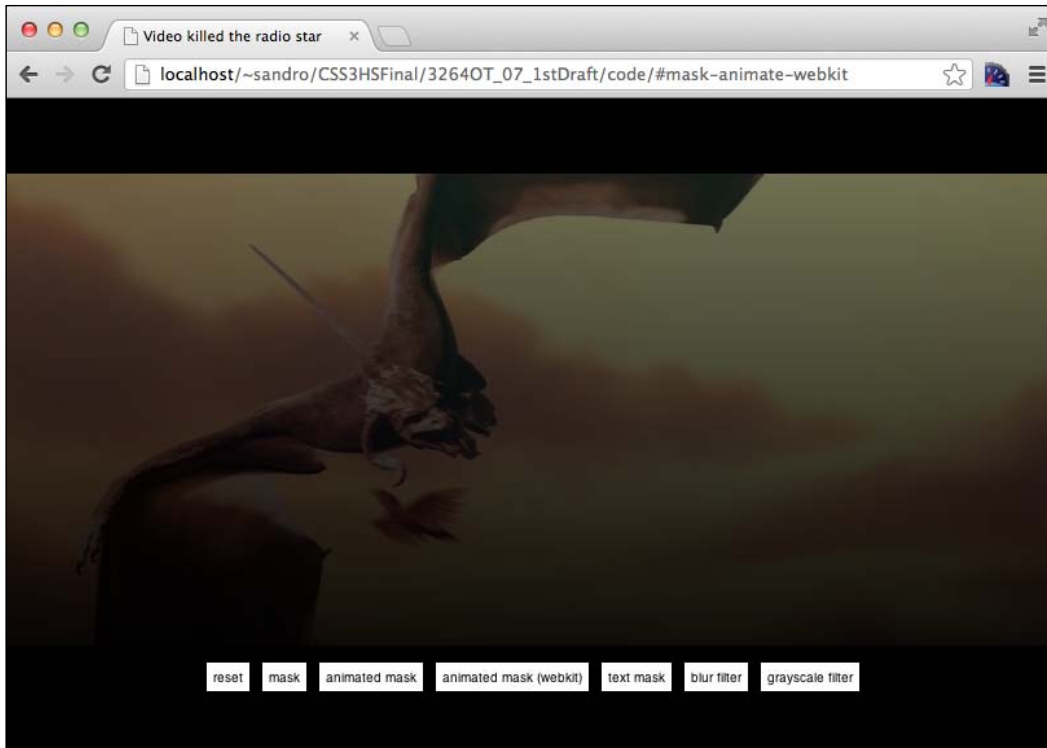 Video killed the radio star
localhost/~sandro/CSS3HSFinal/3264OT_07_1stDraft/code/#mask-animate-webkit
reset mask animated mask animated mask (webkit) text mask blur filter grayscale filter